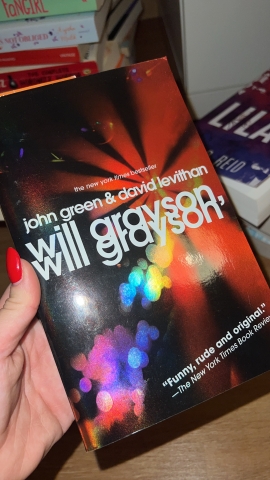 FANGIRL
the new york times bestseller
john green & david levithan
will grayson,
will grayson
"Funny, rude and original."
—The New York Times Book Review
LILA
REID